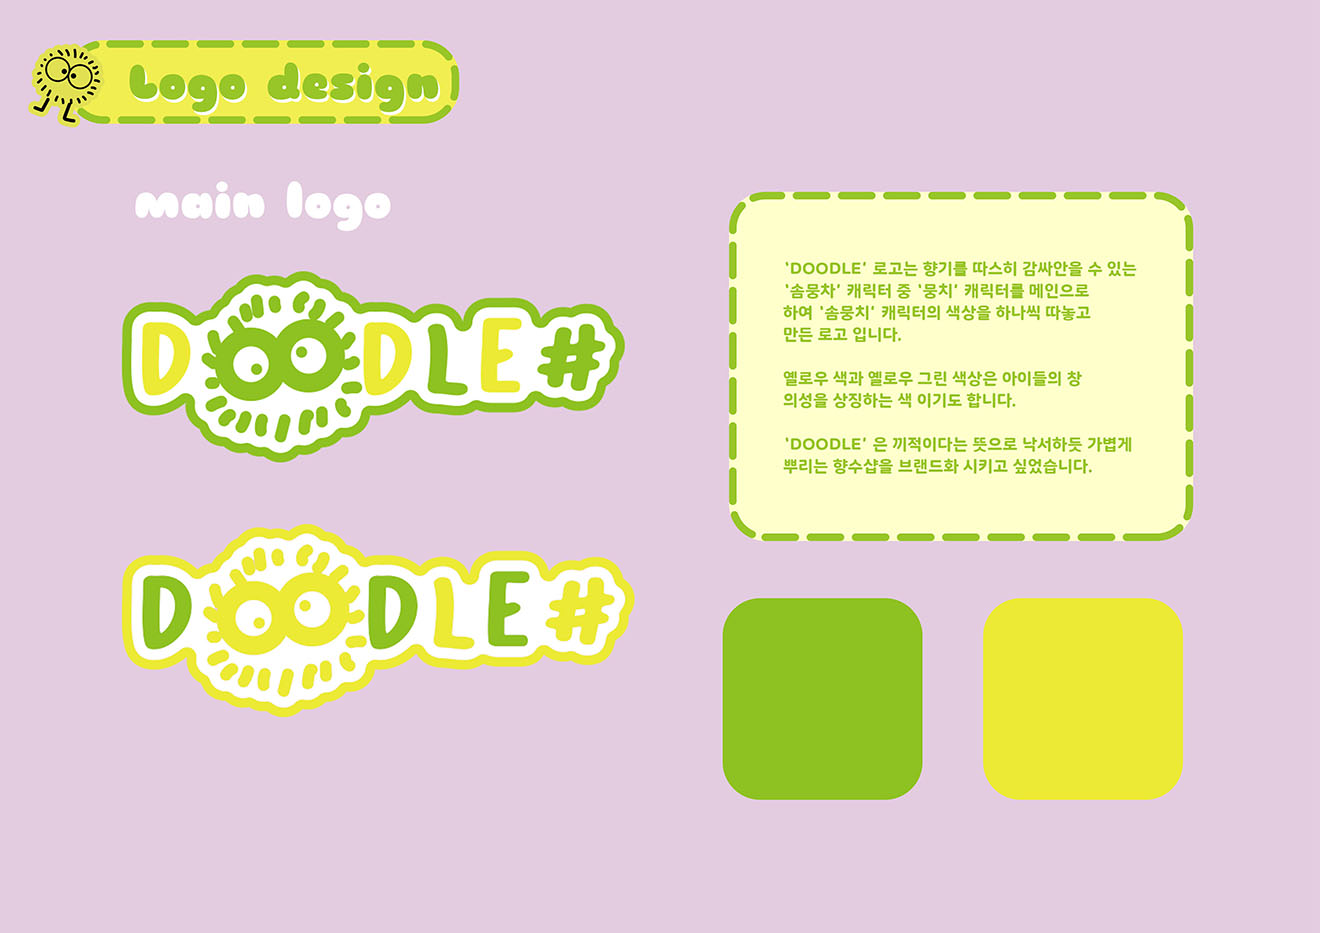 Logo design
main logo
DOODLE#
DOODLE#
‘DOODLE’ 로고는 향기를 따스히 감싸안을 수 있는
‘솜뭉차’ 캐릭터 중 ‘뭉치’ 캐릭터를 메인으로
하여 ‘솜뭉치’ 캐릭터의 색상을 하나씩 따놓고
만든 로고 입니다.
옐로우 색과 옐로우 그린 색상은 아이들의 창
의성을 상징하는 색 이기도 합니다.
‘DOODLE’ 은 끼적이다는 뜻으로 낙서하듯 가볍게
뿌리는 향수샵을 브랜드화 시키고 싶었습니다.